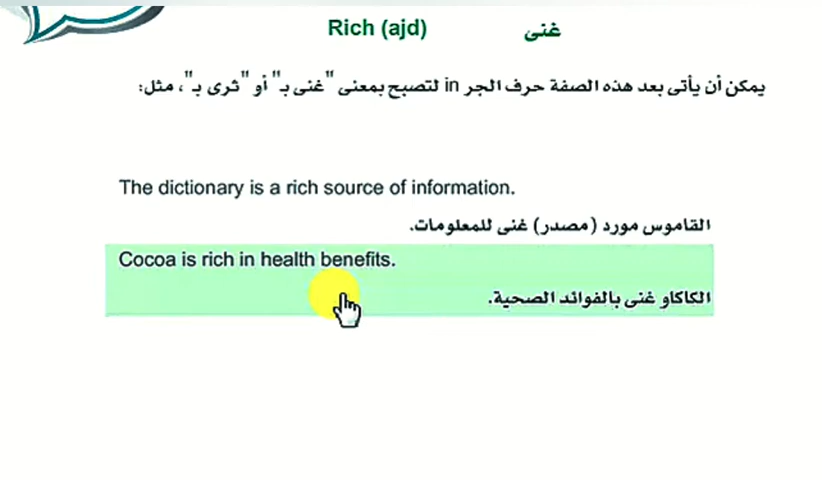 Rich (ajd) غنى
يمكن أن يأتى بعد هذه الصفة حرف الجر in لتصبح بمعنى "غنى بـ" أو "ثرى بـ"، مثل:
The dictionary is a rich source of information.
القاموس مورد (مصدر) غنى للمعلومات.
Cocoa is rich in health benefits.
الكاكاو غنى بالفوائد الصحية.